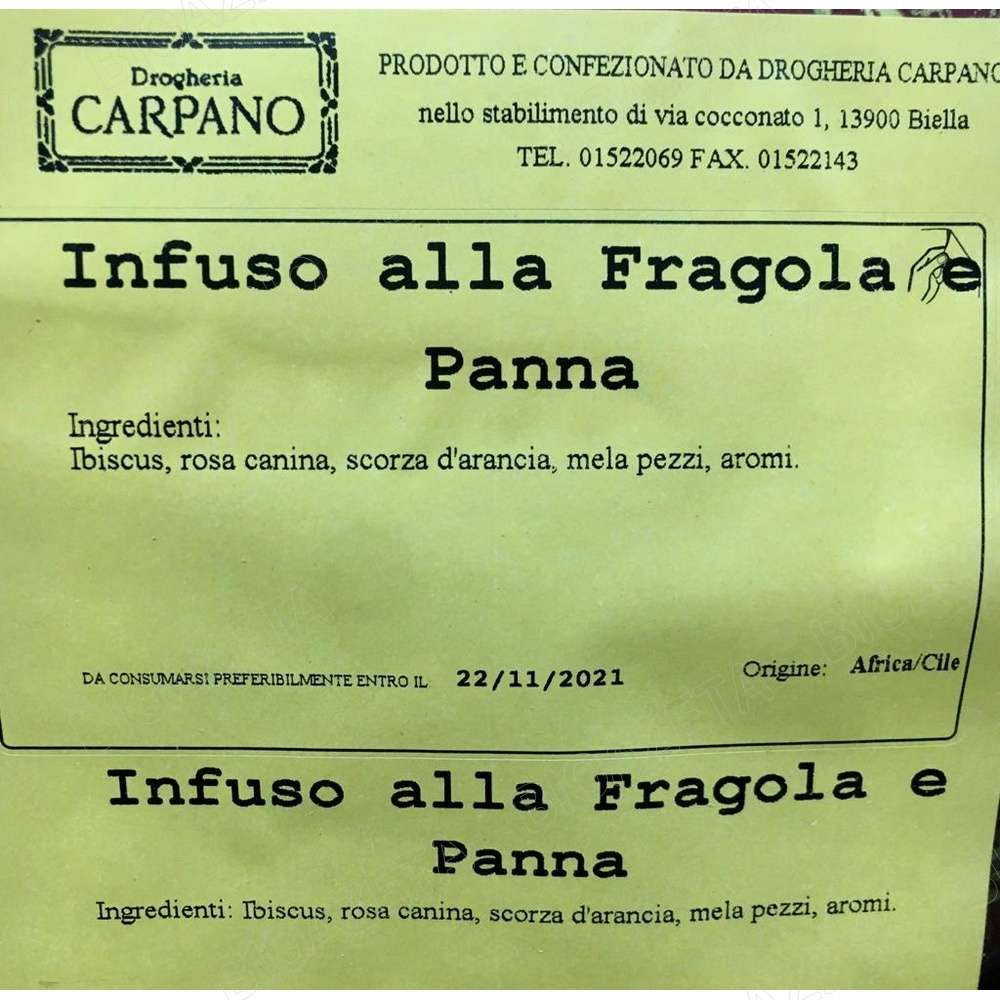 Drogheria
CARPANO
PRODOTTO E CONFEZIONATO DA DROGHERIA CARPANO
nello stabilimento di via cocconato 1, 13900 Biella
TEL. 01522069 FAX. 01522143
Infuso alla Fragola e
Panna
Ingredienti:
Ibiscus, rosa canina, scorza d'arancia, mela pezzi, aromi.
DA CONSUMARSI PREFERIBILMENTE ENTRO IL 22/11/2021
Origine: Africa/Cile
Infuso alla Fragola e
Panna
Ingredienti: Ibiscus, rosa canina, scorza d'arancia, mela pezzi, aromi.